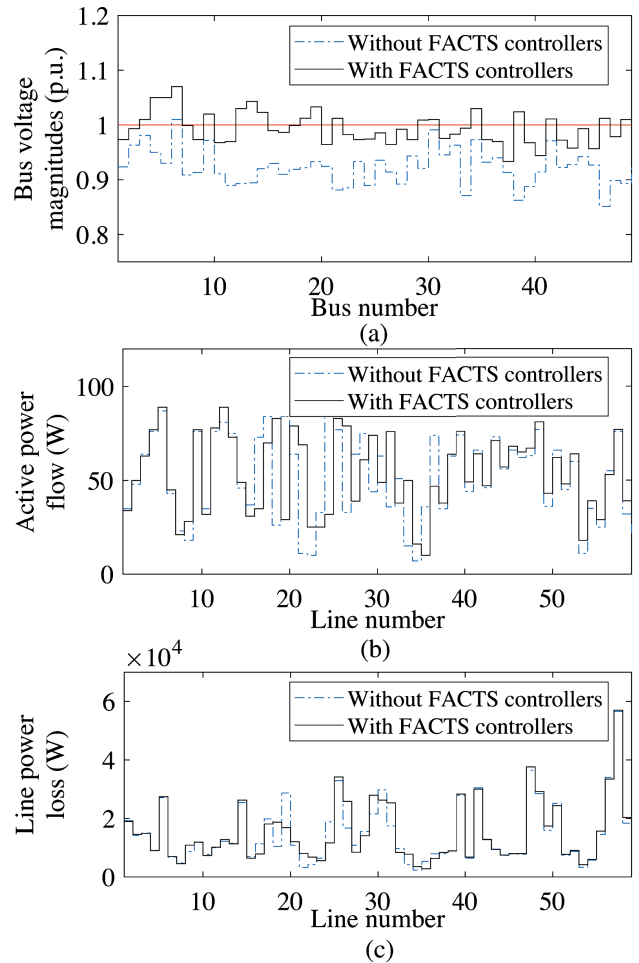 1.2
1.1
1
0.9
0.8
Bus voltage
magnitudes (p.u.)
Without FACTS controllers
With FACTS controllers
10 20 30 40
Bus number
(a)
100
50
0
Active power
flow (W)
Without FACTS controllers
With FACTS controllers
10 20 30 40 50
Line number
(b)
×10^4
6
4
2
0
Line power
loss (W)
Without FACTS controllers
With FACTS controllers
10 20 30 40 50
Line number
(c)